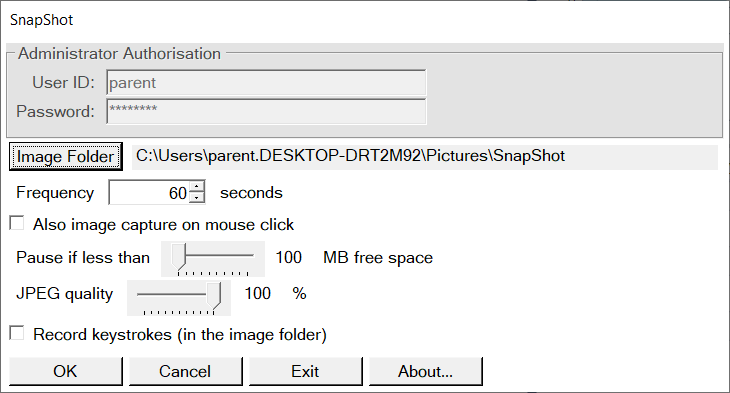 SnapShot
Administrator Authorisation
User ID: parent
Password: ********
Image Folder C:\Users\parent.DESKTOP-DRT2M92\Pictures\SnapShot
Frequency 60 seconds
Also image capture on mouse click
Pause if less than 100 MB free space
JPEG quality 100 %
Record keystrokes (in the image folder)
OK Cancel Exit About...